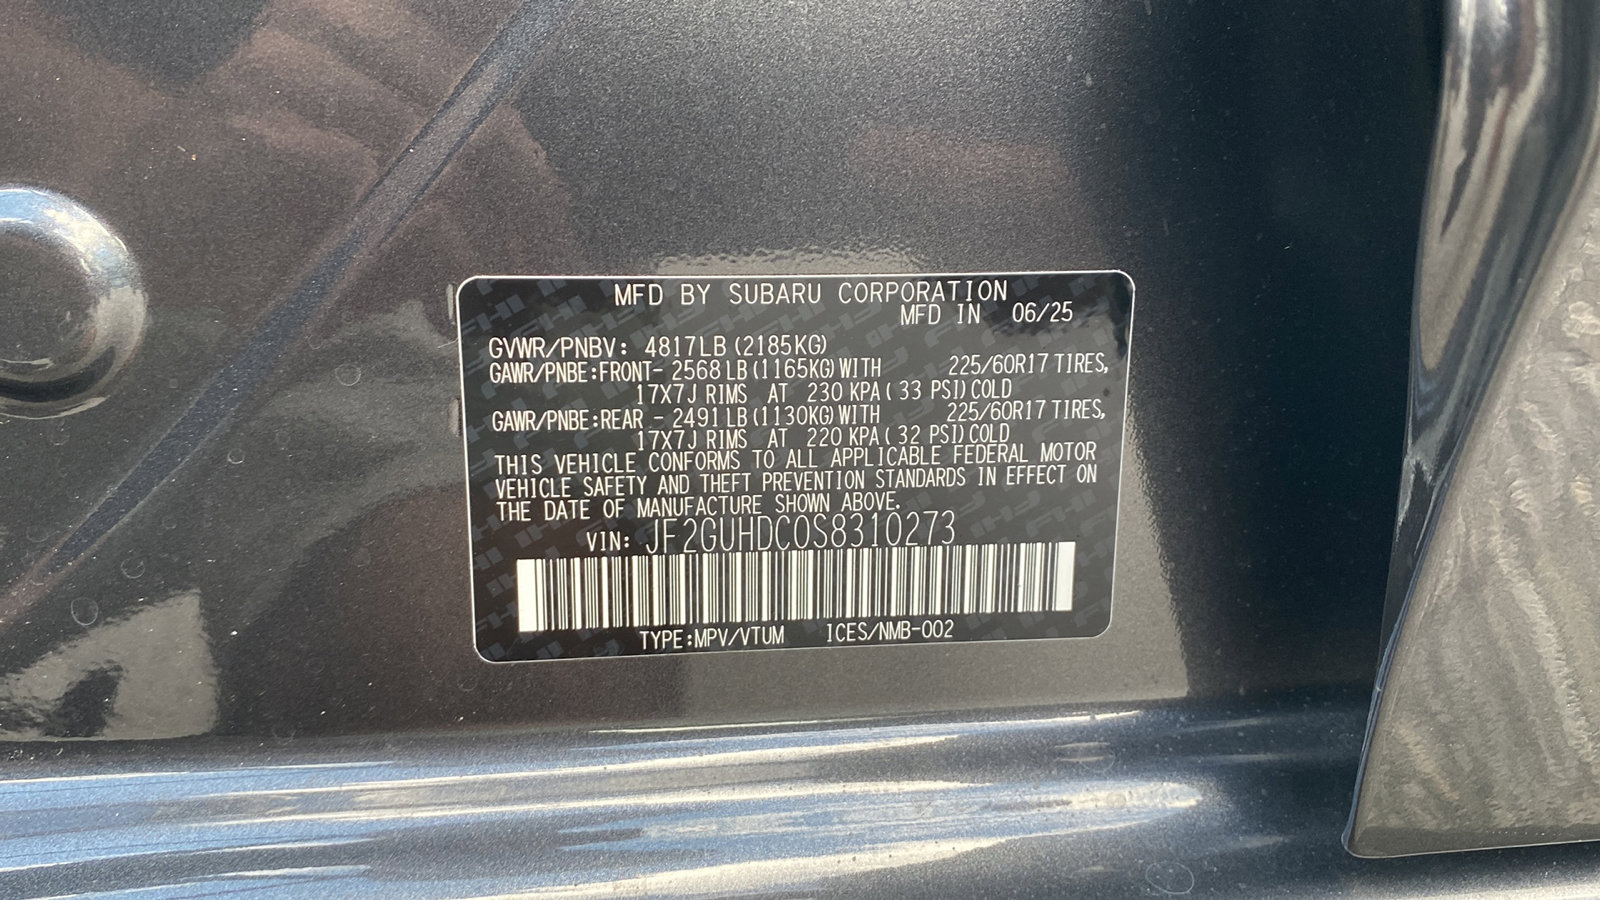 MFD BY SUBARU CORPORATION
MFD IN 06/25
GVWR/PNBV: 4817LB (2185KG)
GAWR/PNBE:FRONT- 2568 LB (1165KG) WITH 225/60R17 TIRES,
17X7J RIMS AT 230 KPA ( 33 PSI) COLD
GAWR/PNBE:REAR - 2491 LB (1130KG) WITH 225/60R17 TIRES,
17X7J RIMS AT 220 KPA ( 32 PSI) COLD
THIS VEHICLE CONFORMS TO ALL APPLICABLE FEDERAL MOTOR
VEHICLE SAFETY AND THEFT PREVENTION STANDARDS IN EFFECT ON
THE DATE OF MANUFACTURE SHOWN ABOVE.
VIN: JF2GUHDC0S8310273
TYPE:MPV/VTUM ICES/NMB-002